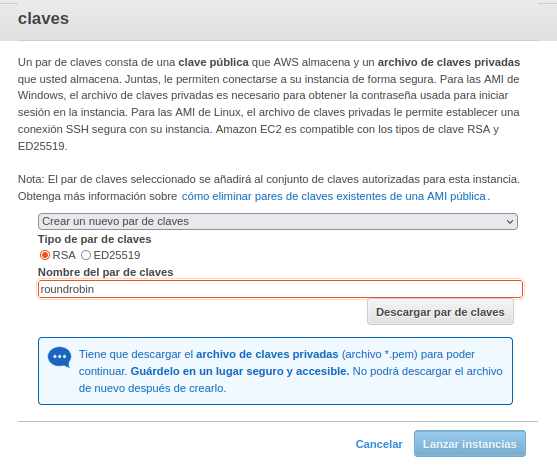 claves
Un par de claves consta de una clave pública que AWS almacena y un archivo de claves privadas
que usted almacena. Juntas, le permiten conectarse a su instancia de forma segura. Para las AMI de
Windows, el archivo de claves privadas es necesario para obtener la contraseña usada para iniciar
sesión en la instancia. Para las AMI de Linux, el archivo de claves privadas le permite establecer una
conexión SSH segura con su instancia. Amazon EC2 es compatible con los tipos de clave RSA y
ED25519.
Nota: El par de claves seleccionado se añadirá al conjunto de claves autorizadas para esta instancia.
Obtenga más información sobre cómo eliminar pares de claves existentes de una AMI pública.
Crear un nuevo par de claves
Tipo de par de claves
RSA ED25519
Nombre del par de claves
roundrobin
Descargar par de claves
Tiene que descargar el archivo de claves privadas (archivo *.pem) para poder
continuar. Guárdelo en un lugar seguro y accesible. No podrá descargar el archivo
de nuevo después de crearlo.
Cancelar Lanzar instancias